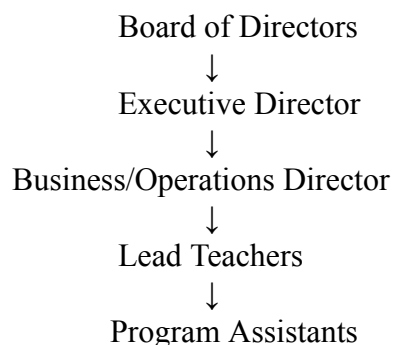 Board of Directors
↓
Executive Director
↓
Business/Operations Director
↓
Lead Teachers
↓
Program Assistants